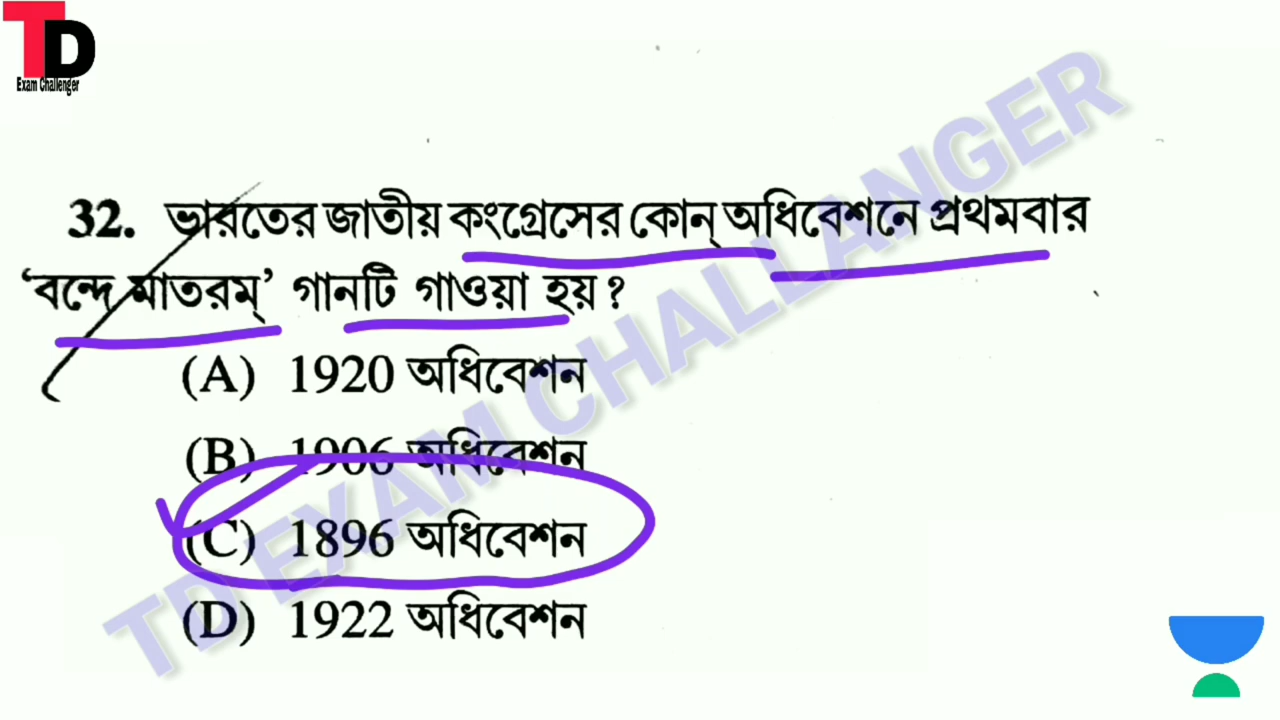 TD
Exam Challenger
32. ভারতের জাতীয় কংগ্রেসের কোন্ অধিবেশনে প্রথমবার
‘বন্দে মাতরম্’ গানটি গাওয়া হয় ?
(A) 1920 অধিবেশন
(B) 1906 অধিবেশন
(C) 1896 অধিবেশন
(D) 1922 অধিবেশন
TD EXAM CHALLANGER